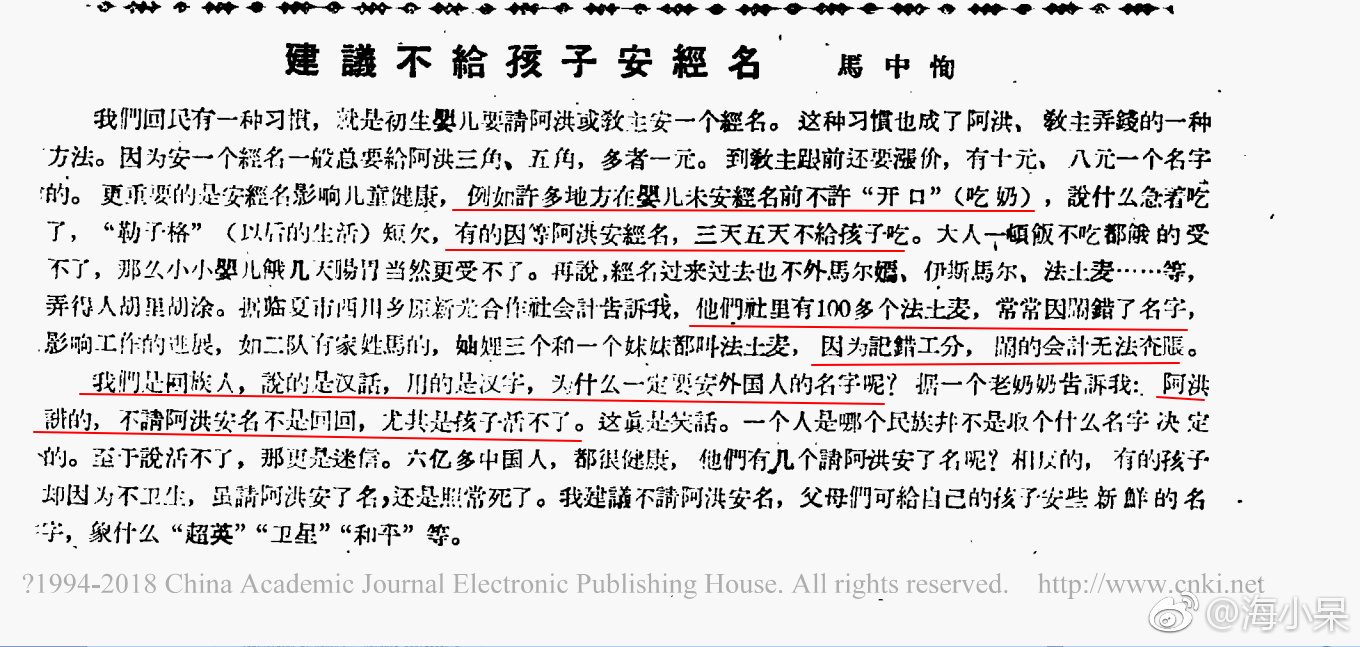 建議不給孩子安經名 馬中恂
我們回民有一种习慣，就是初生嬰儿要請阿洪或敎主安一个經名。这种习慣也成了阿洪、敎主弄錢的一种
方法。因为安一个經名一般总要給阿洪三角、五角，多者一元。到敎主跟前还要漲价，有十元、八元一个名字
的。更重要的是安經名影响儿童健康，例如許多地方在嬰儿未安經名前不許“开口”（吃奶），說什么急着吃
了，“勒子格”（以后的生活）短欠，有的因等阿洪安經名，三天五天不給孩子吃。大人一頓飯不吃都餓的受
不了，那么小小嬰儿餓几天腸胃当然更受不了。再說，經名过来过去也不外馬尔嫣、伊斯馬尔、法土麦……等，
弄得人胡里胡涂。据临夏市西川乡原新光合作社会計告訴我，他們社里有100多个法土麦，常常因閙錯了名字，
影响工作的进展，如二队有家姓馬的，妯娌三个和一个妹妹都叫法土麦，因为記錯工分，閙的会計无法查賬。
我們是回族人，說的是汉話，用的是汉字，为什么一定要安外国人的名字呢？据一个老奶奶告訴我：阿洪
講的，不請阿洪安名不是回回，尤其是孩子活不了。这眞是笑話。一个人是哪个民族幷不是取个什么名字决定
的。至于說活不了，那更是迷信。六亿多中国人，都很健康，他們有几个請阿洪安了名呢？相反的，有的孩子
却因为不卫生，虽請阿洪安了名，还是照常死了。我建議不請阿洪安名，父母們可給自己的孩子安些新鮮的名
字，象什么“超英”“卫星”“和平”等。
?1994-2018 China Academic Journal Electronic Publishing House. All rights reserved. http://www.cnki.net
@海小呆